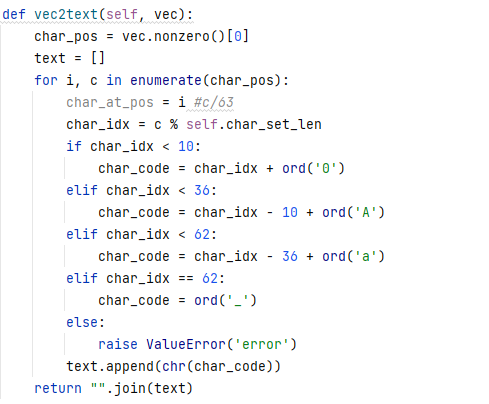 def vec2text(self, vec):
    char_pos = vec.nonzero()[0]
    text = []
    for i, c in enumerate(char_pos):
        char_at_pos = i #c/63
        char_idx = c % self.char_set_len
        if char_idx < 10:
            char_code = char_idx + ord('0')
        elif char_idx < 36:
            char_code = char_idx - 10 + ord('A')
        elif char_idx < 62:
            char_code = char_idx - 36 + ord('a')
        elif char_idx == 62:
            char_code = ord('_')
        else:
            raise ValueError('error')
        text.append(chr(char_code))
    return "".join(text)